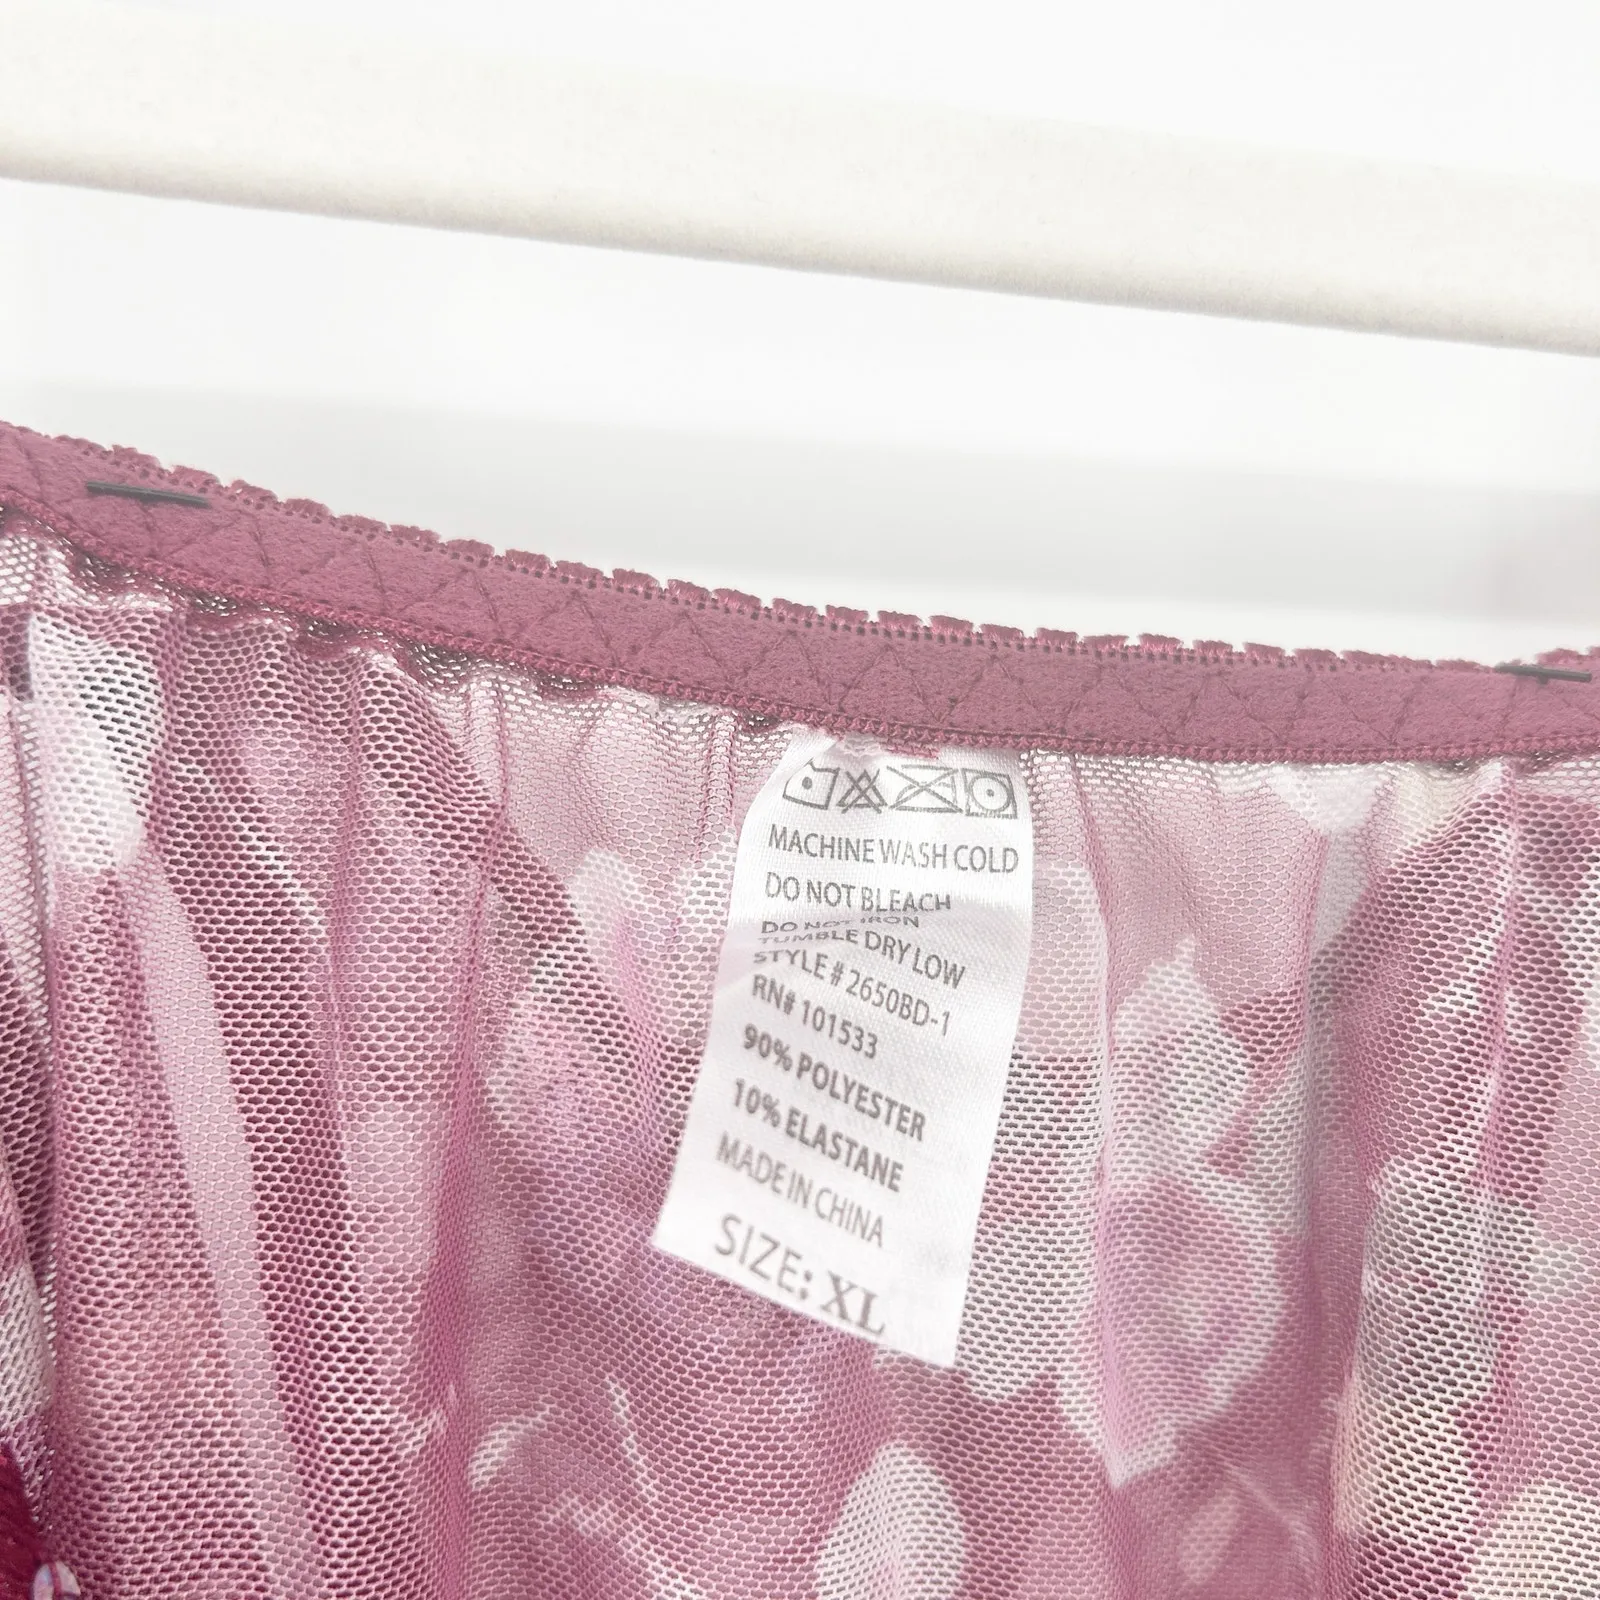 MACHINE WASH COLD
DO NOT BLEACH
DO NOT IRON
TUMBLE DRY LOW
STYLE # 2650BD-1
RN# 101533
90% POLYESTER
10% ELASTANE
MADE IN CHINA
SIZE: XL